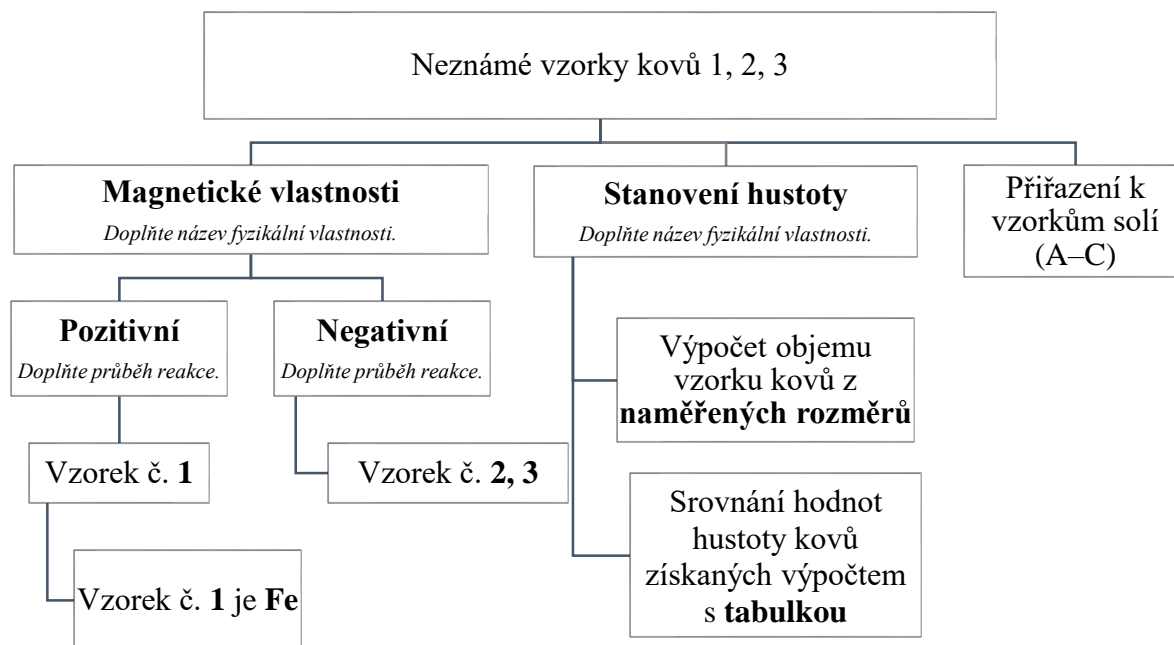 Neznámé vzorky kovů 1, 2, 3
Magnetické vlastnosti
Doplňte název fyzikální vlastnosti.
Stanovení hustoty
Doplňte název fyzikální vlastnosti.
Přiřazení k
vzorkům solí
(A–C)
Pozitivní
Doplňte průběh reakce.
Negativní
Doplňte průběh reakce.
Výpočet objemu
vzorku kovů z
naměřených rozměrů
Vzorek č. 1
Vzorek č. 2, 3
Srovnání hodnot
hustoty kovů
získaných výpočtem
s tabulkou
Vzorek č. 1 je Fe